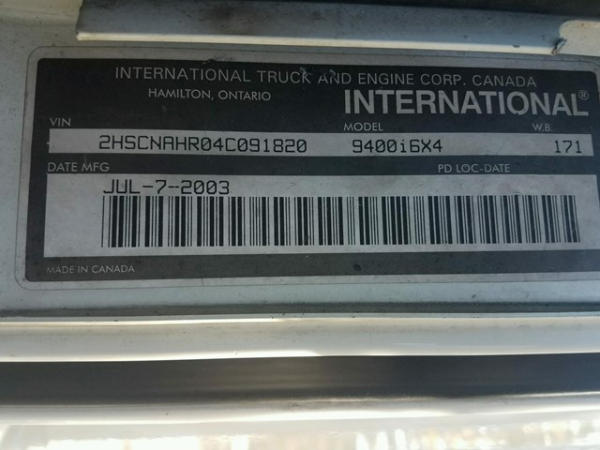 INTERNATIONAL TRUCK AND ENGINE CORP. CANADA
HAMILTON, ONTARIO INTERNATIONAL®
VIN MODEL W.B.
2HSCNAHR04C091820 9400i6X4 171
DATE MFG PD LOC-DATE
JUL-7-2003
MADE IN CANADA